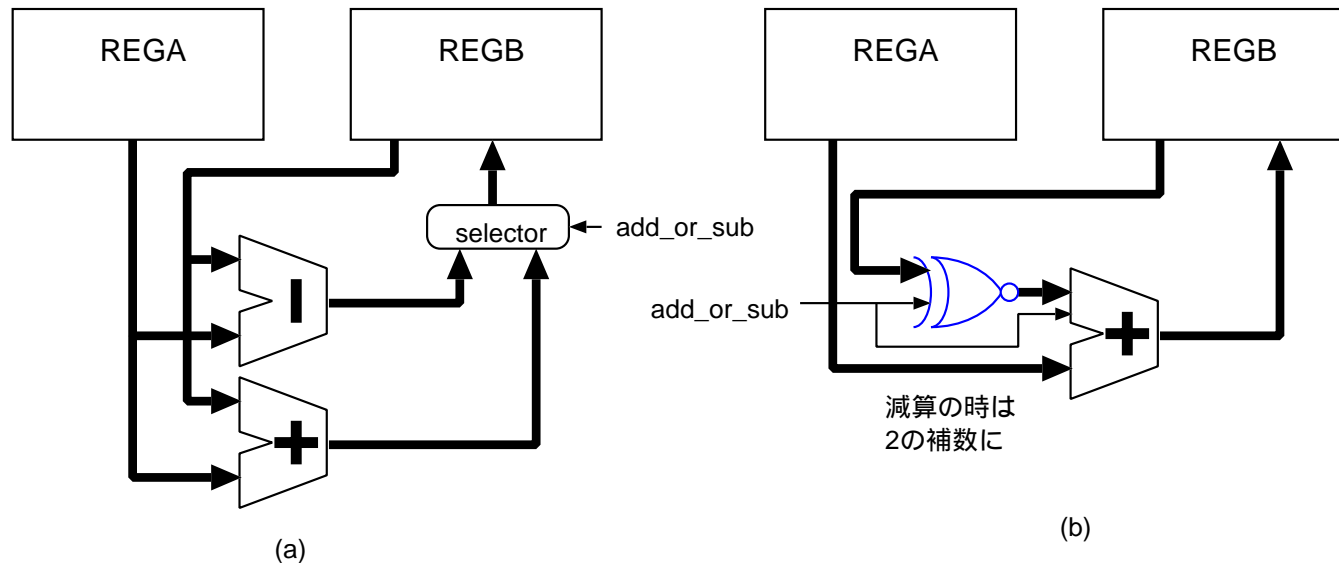 REGA
REGB
selector
add_or_sub
(a)
REGA
REGB
add_or_sub
減算の時は
2の補数に
(b)